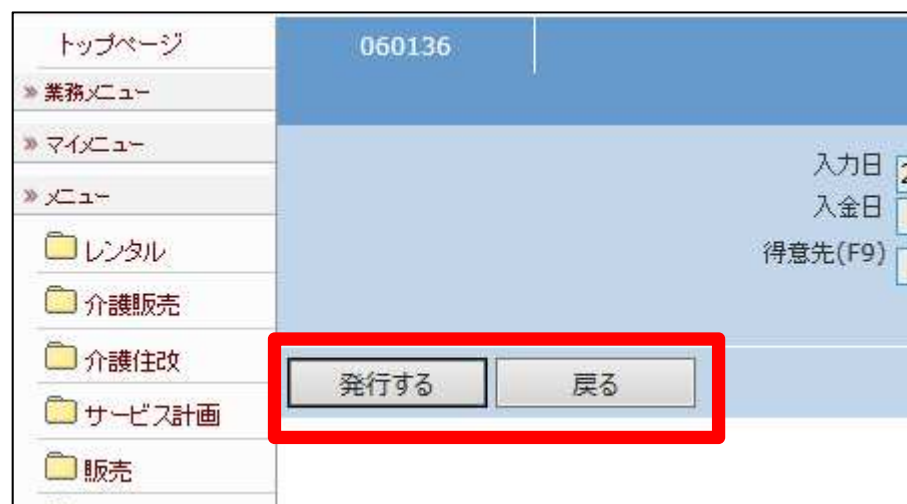 トップページ
» 業務メニュー
» マイメニュー
» メニュー
レンタル
介護販売
介護住改
サービス計画
販売
060136
入力日 2
入金日
得意先(F9)
発行する 戻る